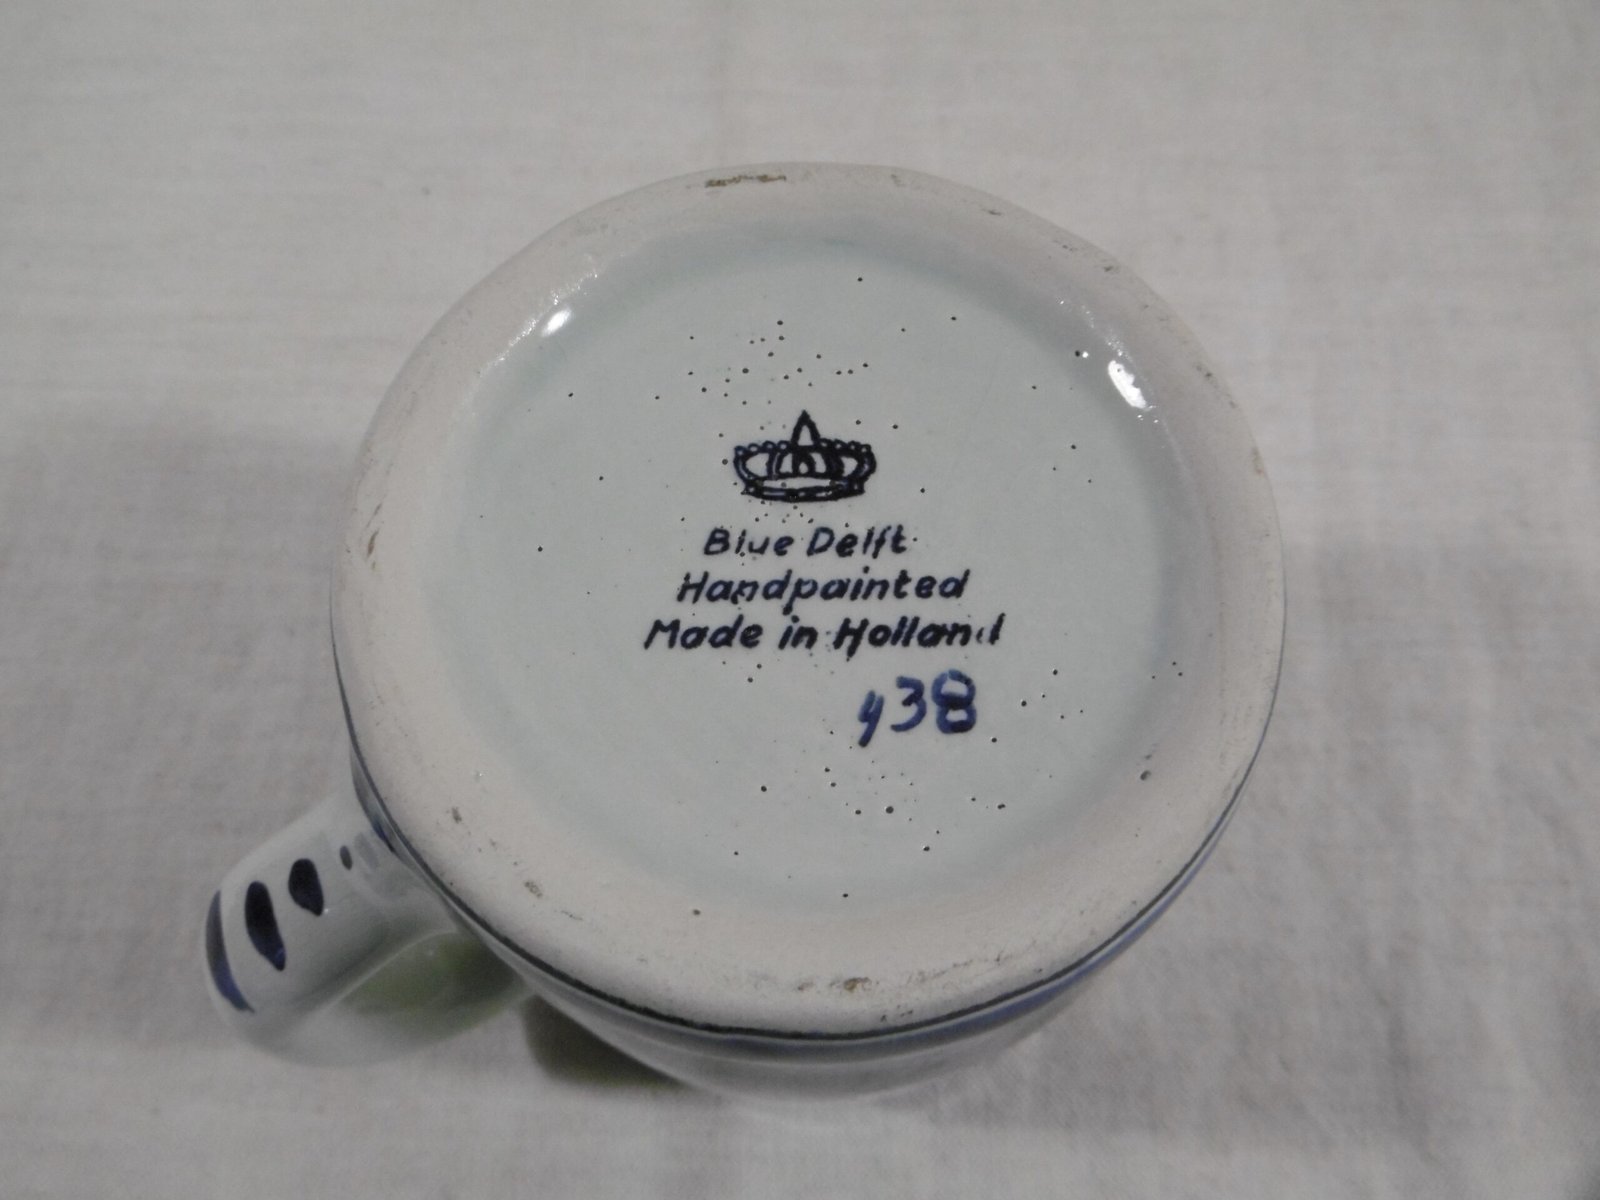 Blue Delft
Handpainted
Made in Holland
438